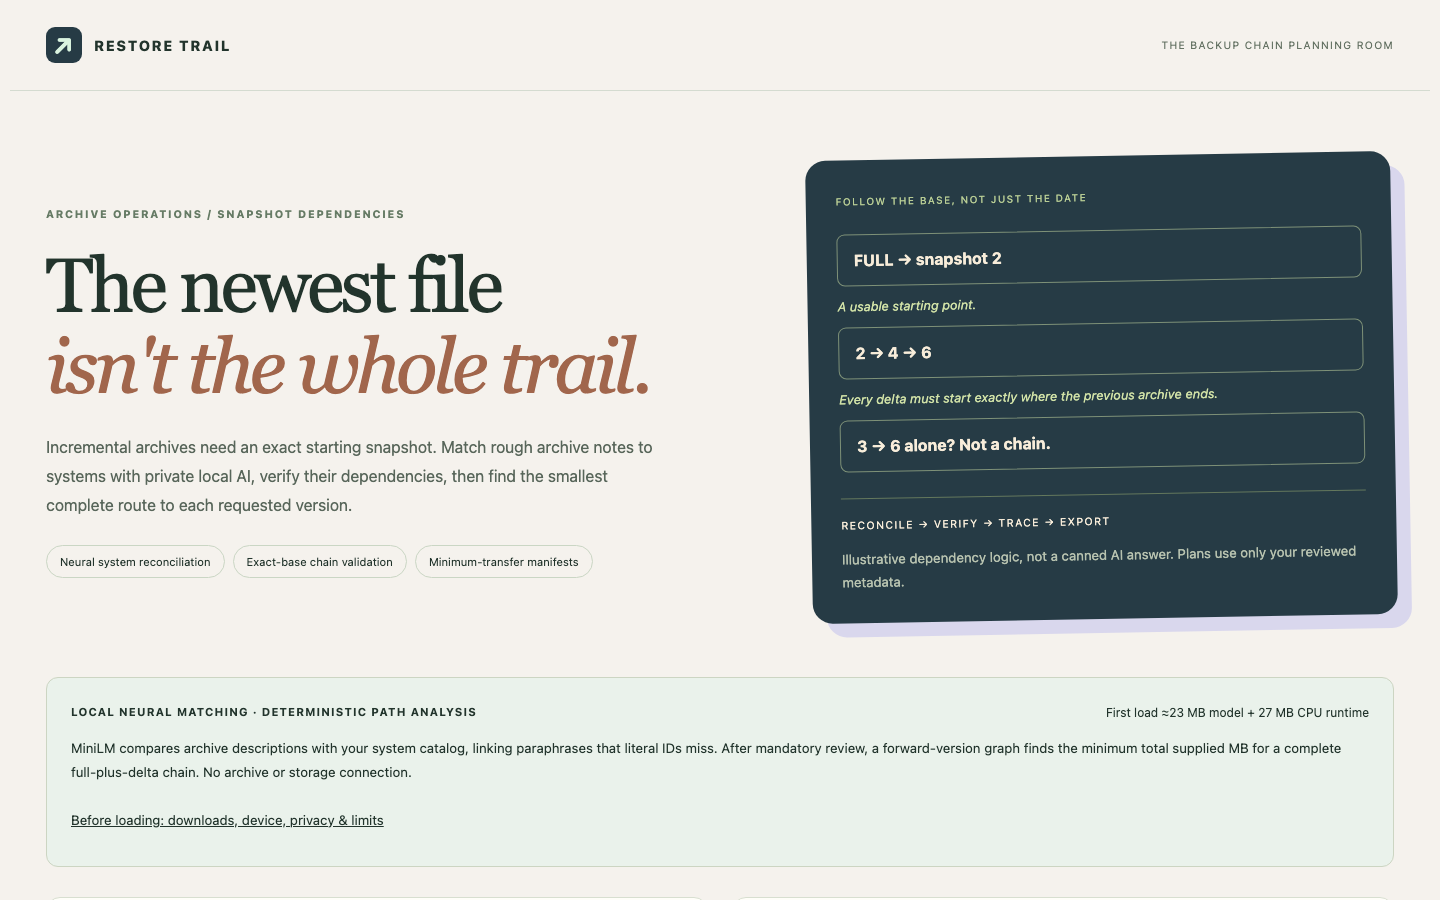 RESTORE TRAIL
THE BACKUP CHAIN PLANNING ROOM
ARCHIVE OPERATIONS / SNAPSHOT DEPENDENCIES
The newest file
isn't the whole trail.
Incremental archives need an exact starting snapshot. Match rough archive notes to
systems with private local AI, verify their dependencies, then find the smallest
complete route to each requested version.
Neural system reconciliation
Exact-base chain validation
Minimum-transfer manifests
FOLLOW THE BASE, NOT JUST THE DATE
FULL → snapshot 2
A usable starting point.
2 → 4 → 6
Every delta must start exactly where the previous archive ends.
3 → 6 alone? Not a chain.
RECONCILE → VERIFY → TRACE → EXPORT
Illustrative dependency logic, not a canned AI answer. Plans use only your reviewed
metadata.
LOCAL NEURAL MATCHING · DETERMINISTIC PATH ANALYSIS
First load ≈23 MB model + 27 MB CPU runtime
MiniLM compares archive descriptions with your system catalog, linking paraphrases that literal IDs miss. After mandatory review, a forward-version graph finds the minimum total supplied MB for a complete
full-plus-delta chain. No archive or storage connection.
Before loading: downloads, device, privacy & limits